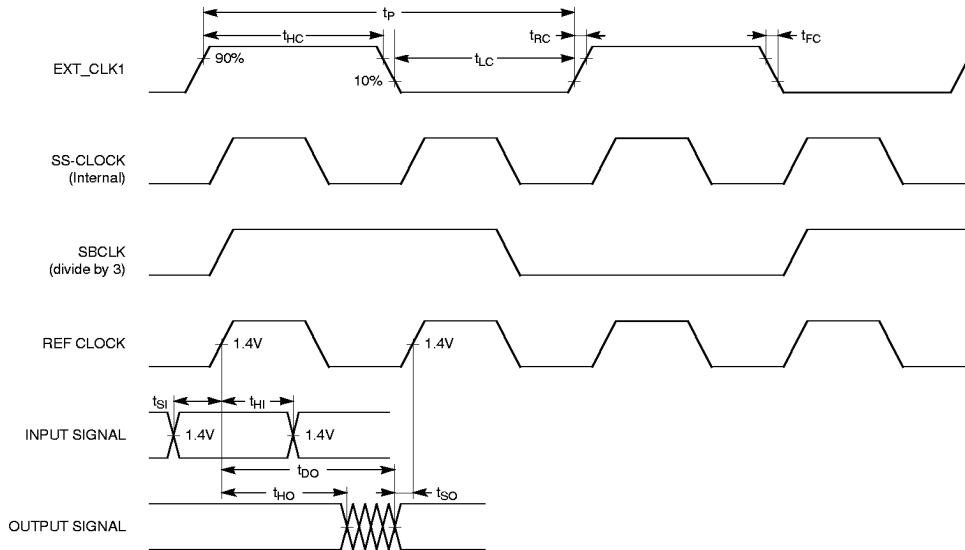 tP
tHC
tRC
tFC
EXT_CLK1
90%
tLC
10%
SS-CLOCK
(Internal)
SBCLK
(divide by 3)
REF CLOCK
1.4V
1.4V
tSI
tHI
INPUT SIGNAL
1.4V
1.4V
tDO
tHO
tSO
OUTPUT SIGNAL